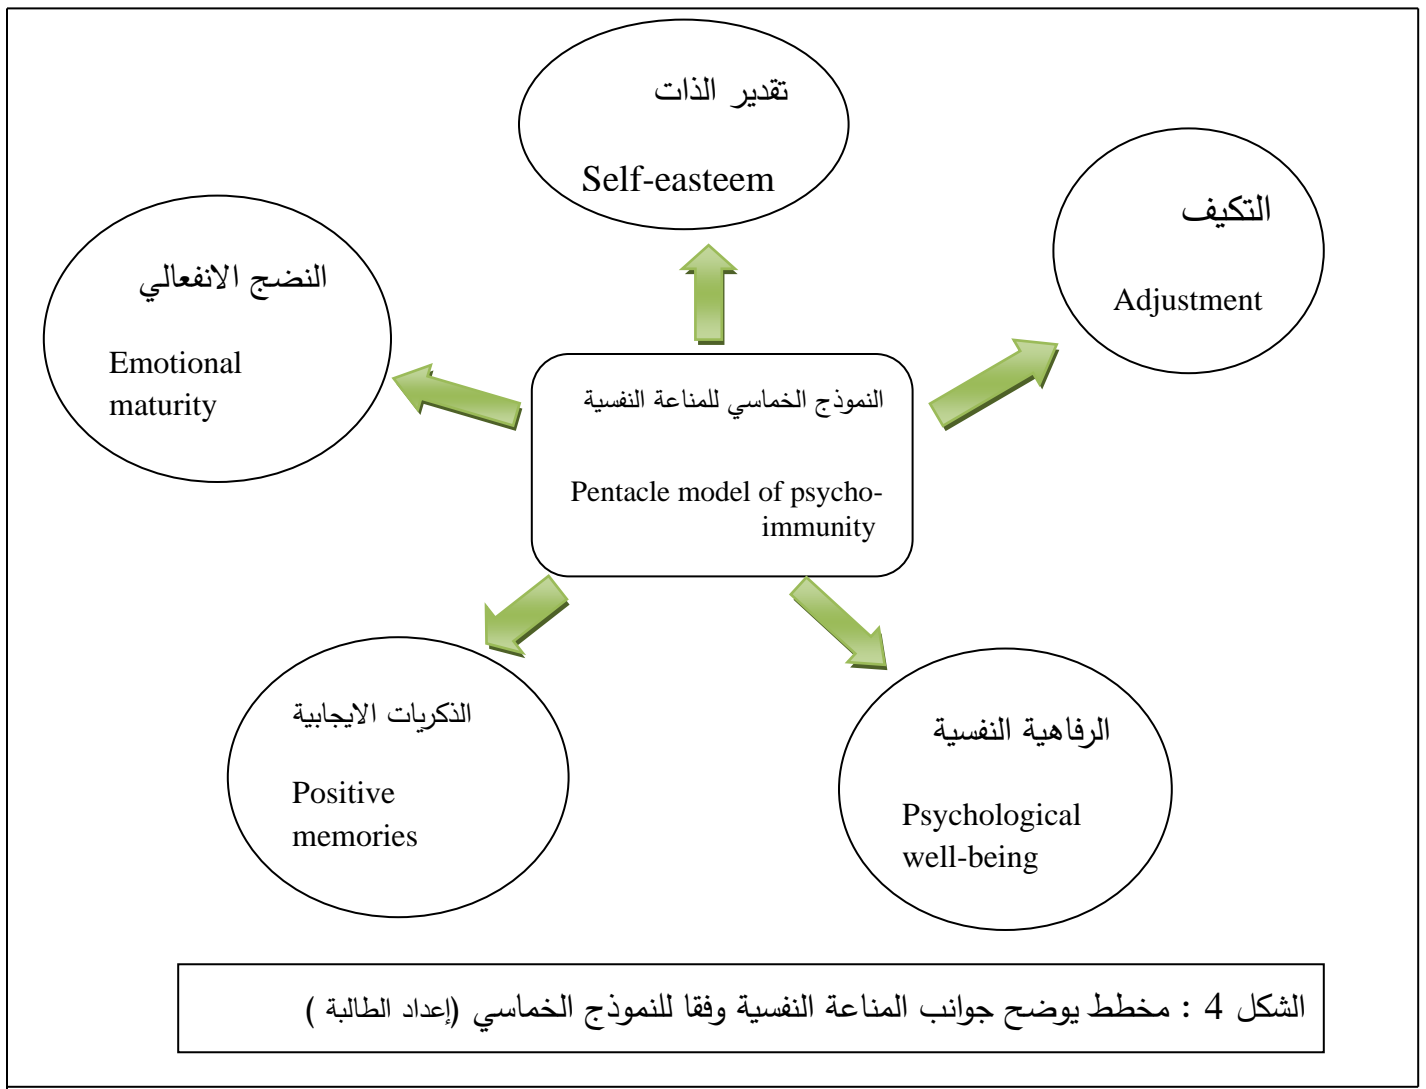 تقدير الذات
Self-easteem
التكيف
Adjustment
النضج الانفعالي
Emotional
maturity
النموذج الخماسي للمناعة النفسية
Pentacle model of psycho-
immunity
الذكريات الايجابية
Positive
memories
الرفاهية النفسية
Psychological
well-being
الشكل 4 : مخطط يوضح جوانب المناعة النفسية وفقا للنموذج الخماسي (إعداد الطالبة )